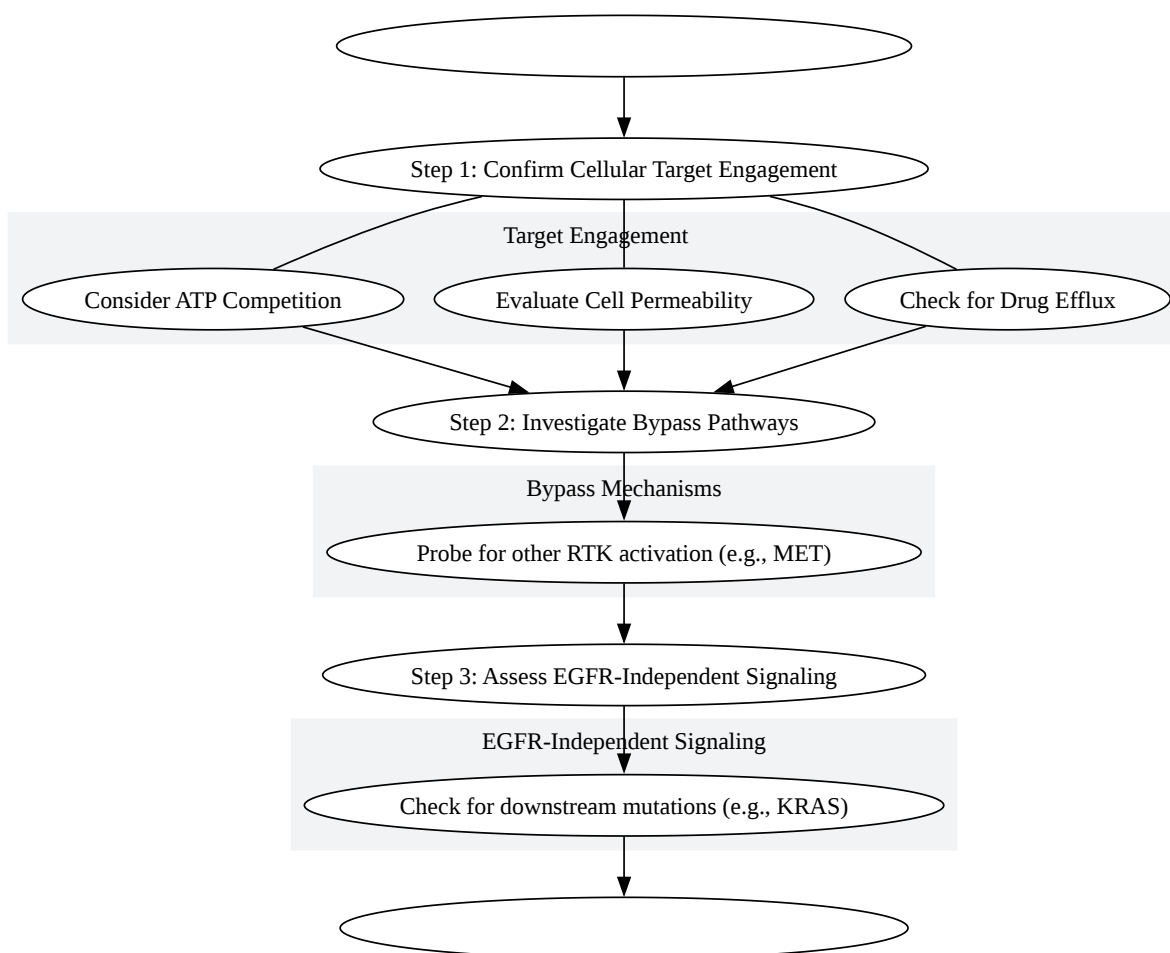 Step 1: Confirm Cellular Target Engagement
Target Engagement
Consider ATP Competition
Evaluate Cell Permeability
Check for Drug Efflux
Step 2: Investigate Bypass Pathways
Bypass Mechanisms
Probe for other RTK activation (e.g., MET)
Step 3: Assess EGFR-Independent Signaling
EGFR-Independent Signaling
Check for downstream mutations (e.g., KRAS)